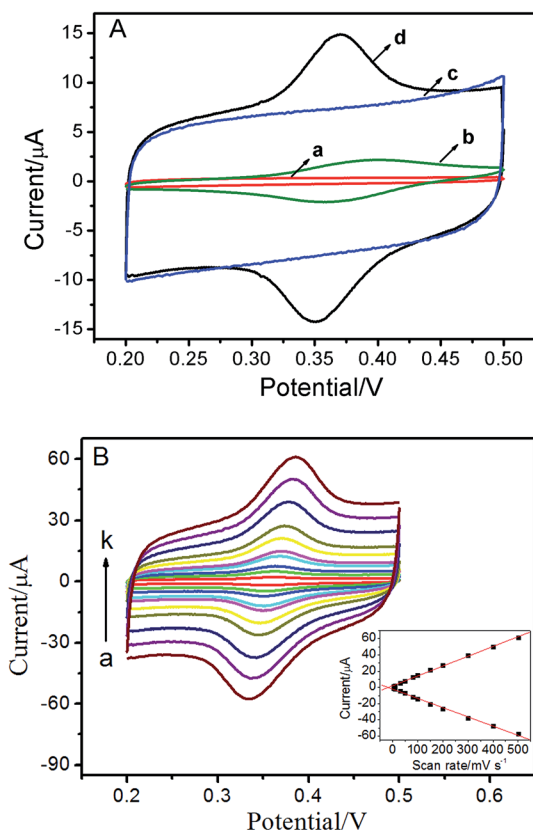 A
15
10
5
0
-5
-10
-15
Current/μA
d
c
a
b
0.20
0.25
0.30
0.35
0.40
0.45
0.50
Potential/V
B
60
30
0
-30
-60
-90
Current/μA
k
a
0.2
0.3
0.4
0.5
0.6
Potential/V
60
40
20
0
-20
-40
-60
Current/μA
0
100
200
300
400
500
Scan rate/mV s⁻¹